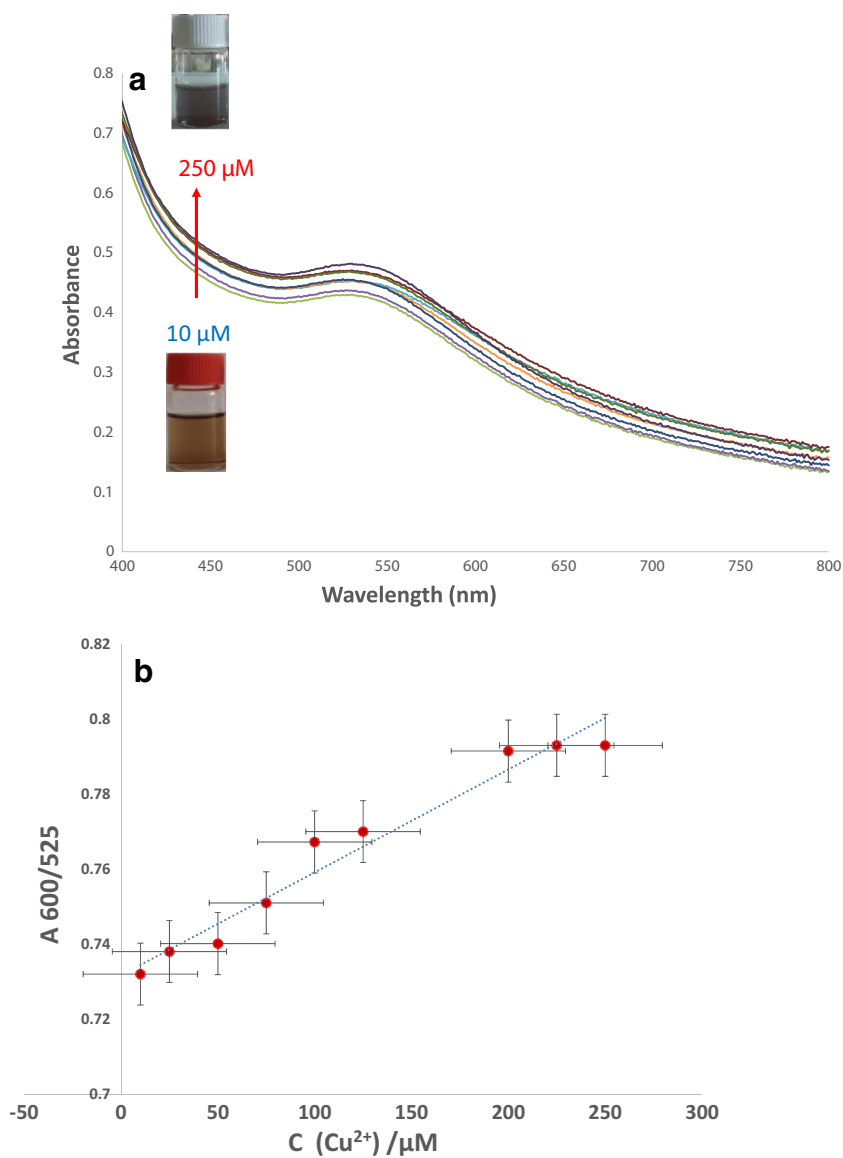 a
0.8
0.7
0.6
0.5
0.4
0.3
0.2
0.1
0
Absorbance
250 µM
10 µM
400 450 500 550 600 650 700 750 800
Wavelength (nm)
b
0.82
0.8
0.78
0.76
0.74
0.72
0.7
A 600/525
-50 0 50 100 150 200 250 300
C (Cu²⁺) /µM